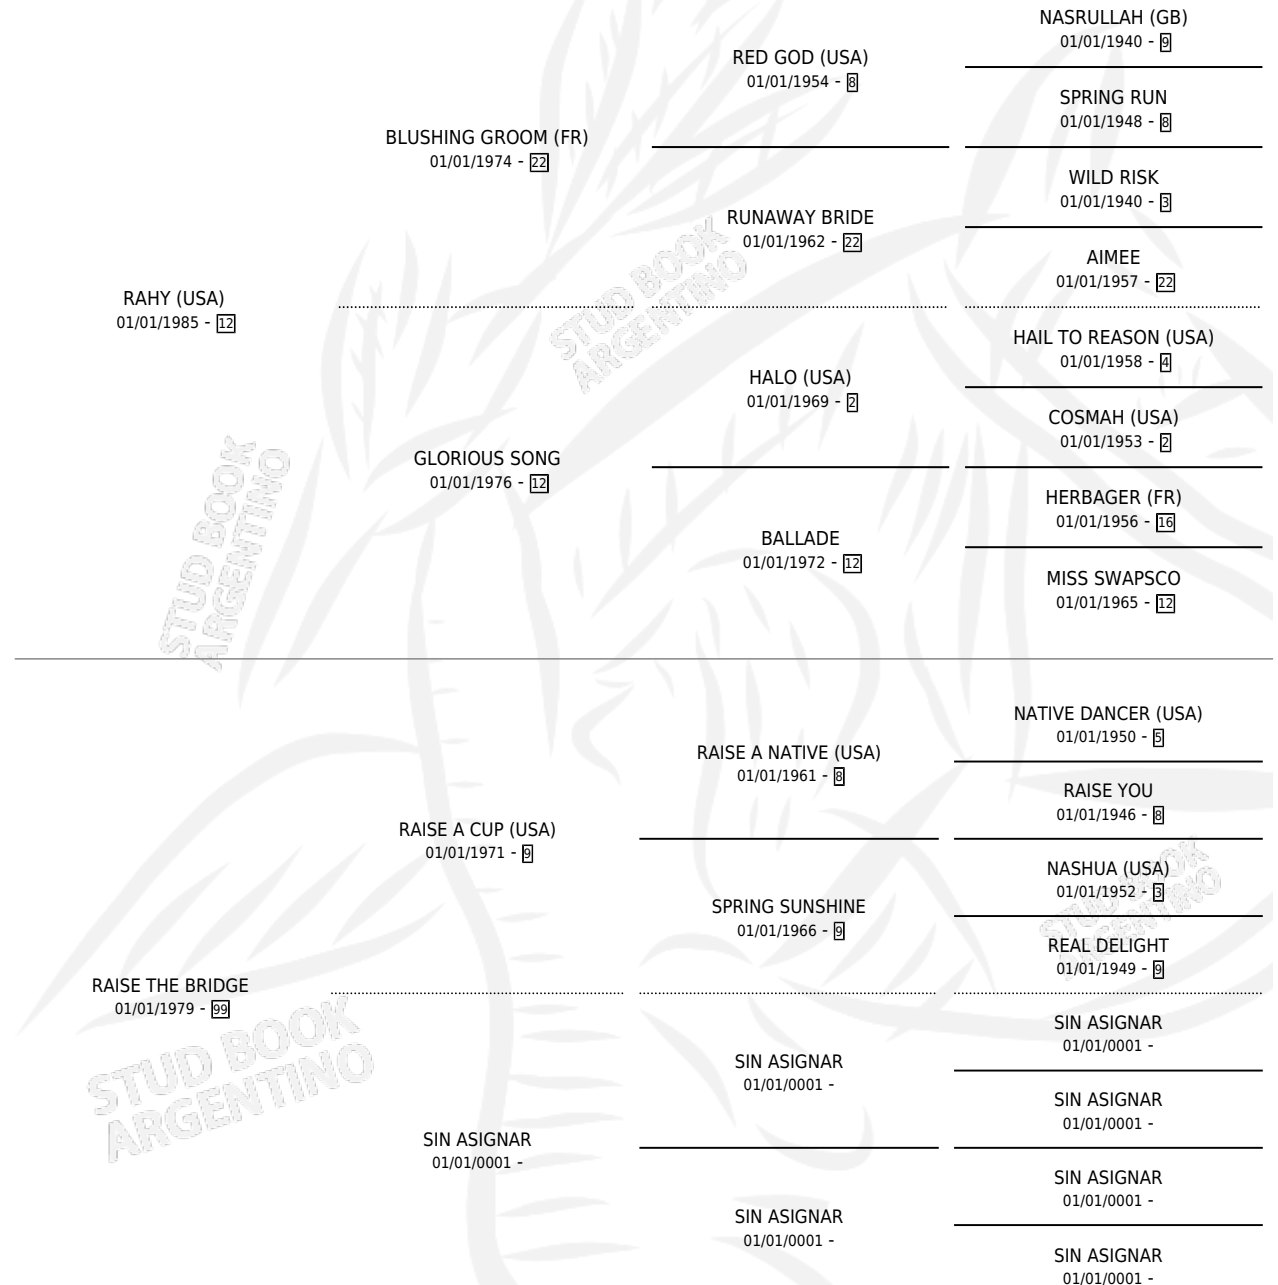 NASRULLAH (GB)
01/01/1940 - 9
RED GOD (USA)
01/01/1954 - 8
SPRING RUN
01/01/1948 - 8
BLUSHING GROOM (FR)
01/01/1974 - 22
WILD RISK
01/01/1940 - 3
RUNAWAY BRIDE
01/01/1962 - 22
AIMEE
01/01/1957 - 22
RAHY (USA)
01/01/1985 - 12
STUD BOOK
ARGENTINO
HAIL TO REASON (USA)
01/01/1958 - 4
HALO (USA)
01/01/1969 - 2
COSMAH (USA)
01/01/1953 - 2
GLORIOUS SONG
01/01/1976 - 12
HERBAGER (FR)
01/01/1956 - 16
BALLADE
01/01/1972 - 12
MISS SWAPSCO
01/01/1965 - 12
STUD BOOK
ARGENTINO
NATIVE DANCER (USA)
01/01/1950 - 5
RAISE A NATIVE (USA)
01/01/1961 - 8
RAISE YOU
01/01/1946 - 8
RAISE A CUP (USA)
01/01/1971 - 9
NASHUA (USA)
01/01/1952 - 3
SPRING SUNSHINE
01/01/1966 - 9
STUD BOOK
ARGENTINO
REAL DELIGHT
01/01/1949 - 9
RAISE THE BRIDGE
01/01/1979 - 99
SIN ASIGNAR
01/01/0001 -
SIN ASIGNAR
01/01/0001 -
SIN ASIGNAR
01/01/0001 -
STUD BOOK
ARGENTINO
SIN ASIGNAR
01/01/0001 -
SIN ASIGNAR
01/01/0001 -
SIN ASIGNAR
01/01/0001 -
SIN ASIGNAR
01/01/0001 -